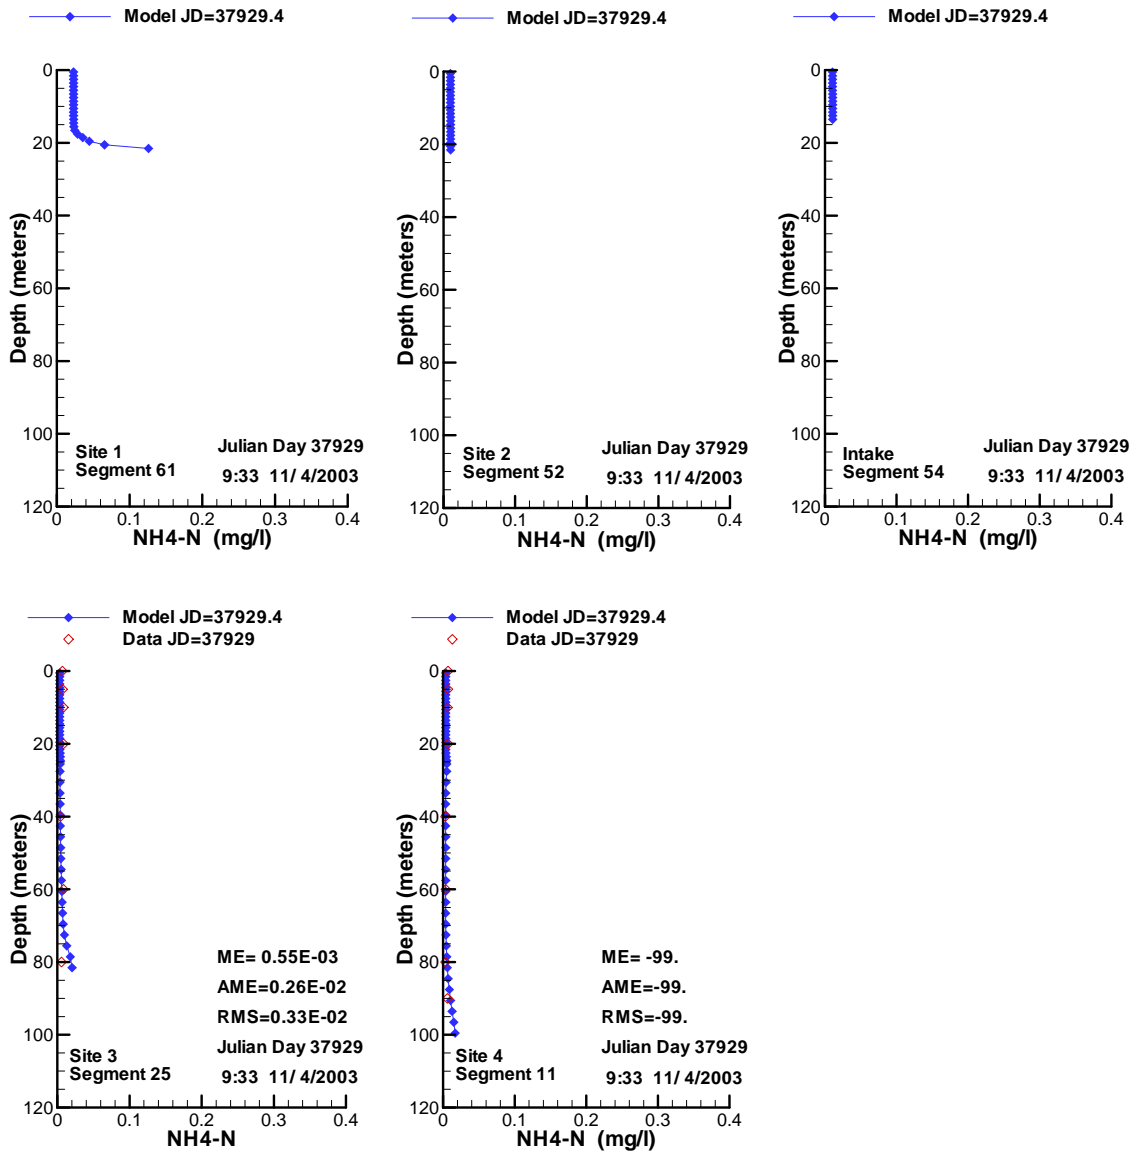 Model JD=37929.4
0
20
40
60
80
100
120
Depth (meters)
Site 1
Segment 61
Julian Day 37929
9:33 11/ 4/2003
0 0.1 0.2 0.3 0.4
NH4-N (mg/l)
Model JD=37929.4
0
20
40
60
80
100
120
Depth (meters)
Site 2
Segment 52
Julian Day 37929
9:33 11/ 4/2003
0 0.1 0.2 0.3 0.4
NH4-N (mg/l)
Model JD=37929.4
0
20
40
60
80
100
120
Depth (meters)
Intake
Segment 54
Julian Day 37929
9:33 11/ 4/2003
0 0.1 0.2 0.3 0.4
NH4-N (mg/l)
Model JD=37929.4
Data JD=37929
0
20
40
60
80
100
120
Depth (meters)
ME= 0.55E-03
AME=0.26E-02
RMS=0.33E-02
Site 3
Segment 25
Julian Day 37929
9:33 11/ 4/2003
0 0.1 0.2 0.3 0.4
NH4-N
Model JD=37929.4
Data JD=37929
0
20
40
60
80
100
120
Depth (meters)
ME= -99.
AME=-99.
RMS=-99.
Site 4
Segment 11
Julian Day 37929
9:33 11/ 4/2003
0 0.1 0.2 0.3 0.4
NH4-N (mg/l)